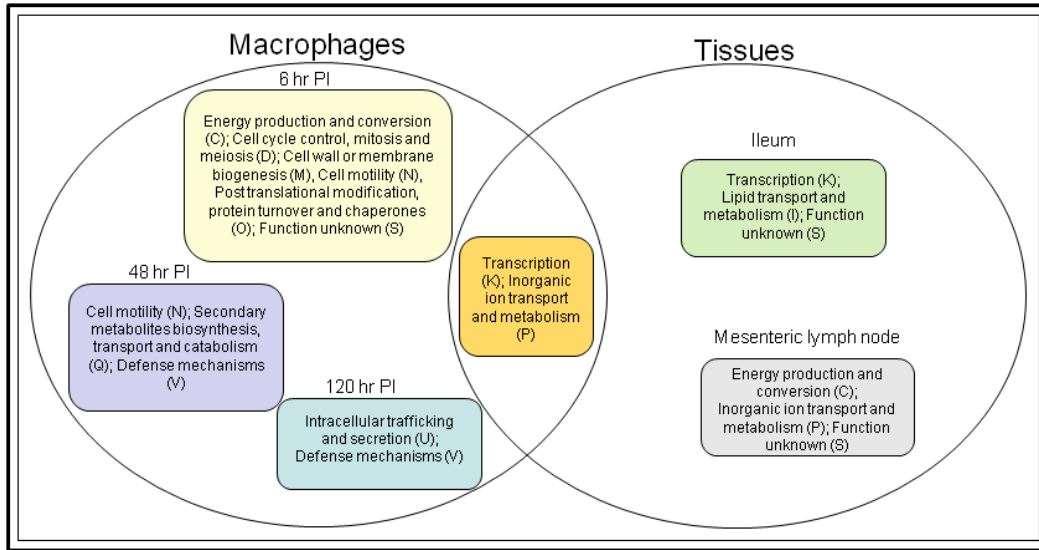 Macrophages
Tissues
6 hr PI
Energy production and conversion
(C); Cell cycle control, mitosis and
meiosis (D); Cell wall or membrane
biogenesis (M), Cell motility (N),
Post translational modification,
protein turnover and chaperones
(O); Function unknown (S)
48 hr PI
Cell motility (N); Secondary
metabolites biosynthesis,
transport and catabolism
(Q); Defense mechanisms
(V)
120 hr PI
Intracellular trafficking
and secretion (U);
Defense mechanisms (V)
Transcription
(K); Inorganic
ion transport
and metabolism
(P)
Ileum
Transcription (K);
Lipid transport and
metabolism (I); Function
unknown (S)
Mesenteric lymph node
Energy production and
conversion (C);
Inorganic ion transport and
metabolism (P); Function
unknown (S)